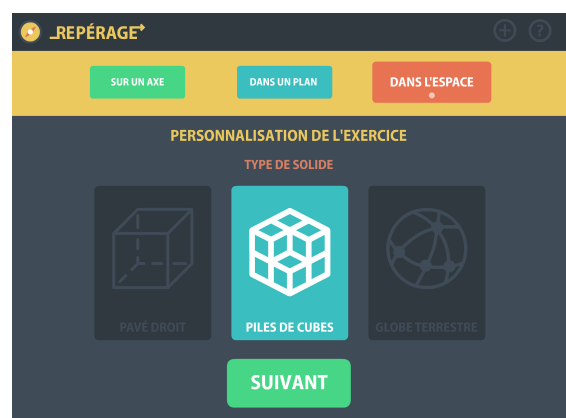 REPÉRAGE
SUR UN AXE
DANS UN PLAN
DANS L'ESPACE
PERSONNALISATION DE L'EXERCICE
TYPE DE SOLIDE
PAVÉ DROIT
PILES DE CUBES
GLOBE TERRESTRE
SUIVANT